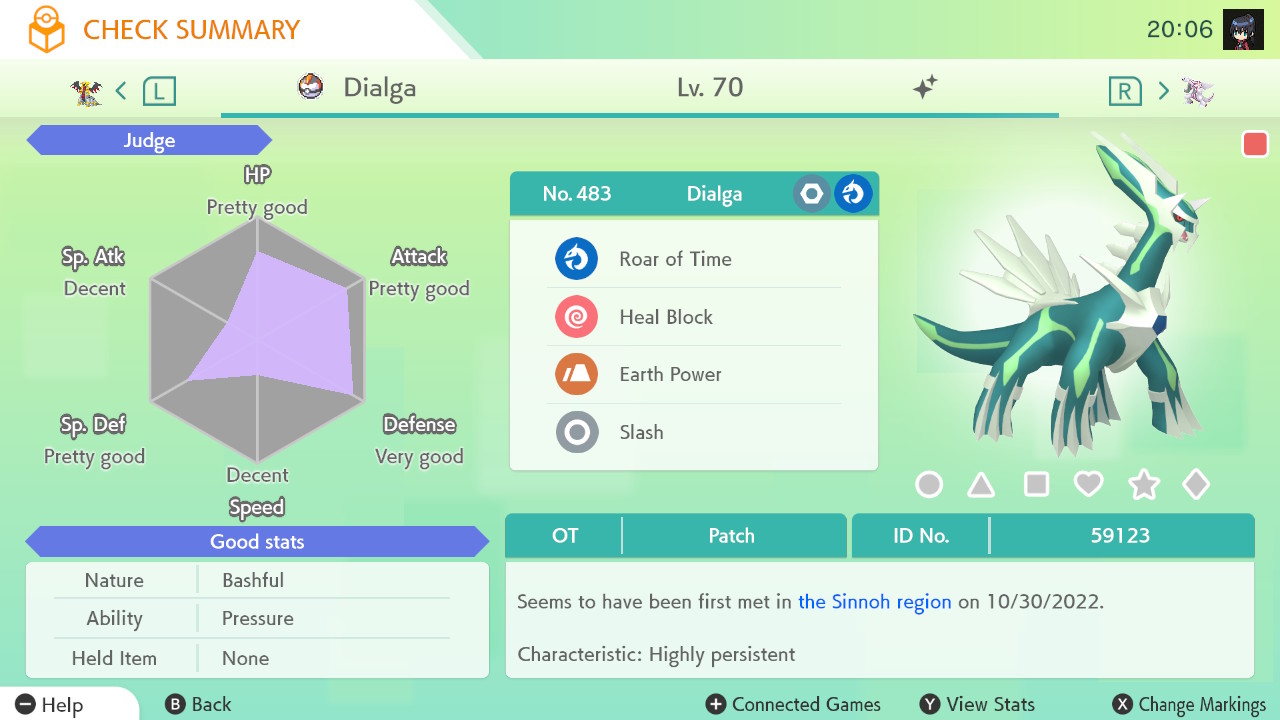 CHECK SUMMARY
20:06
L
Dialga
Lv. 70
R
Judge
HP
Pretty good
Sp. Atk
Decent
Attack
Pretty good
Sp. Def
Pretty good
Defense
Very good
Decent
Speed
No. 483
Dialga
Roar of Time
Heal Block
Earth Power
Slash
Good stats
Nature
Bashful
Ability
Pressure
Held Item
None
OT
Patch
ID No.
59123
Seems to have been first met in the Sinnoh region on 10/30/2022.
Characteristic: Highly persistent
Help
B Back
Connected Games
Y View Stats
X Change Markings